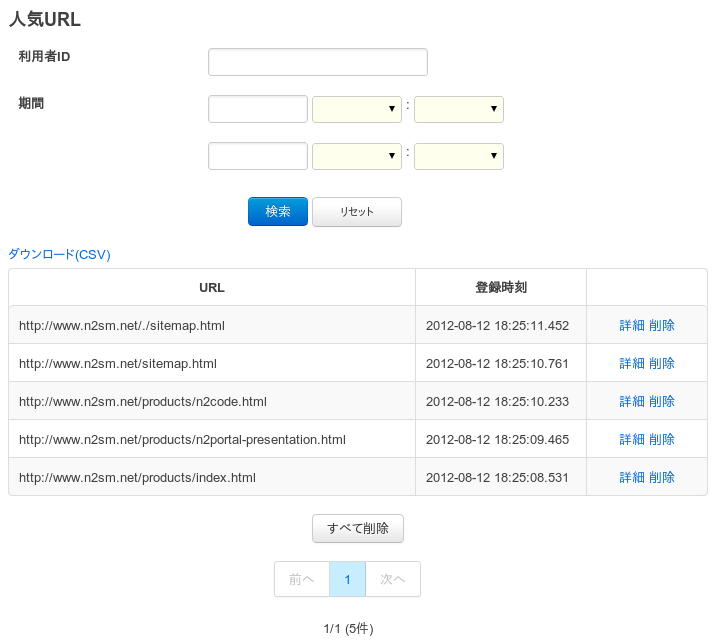 人気URL
利用者ID
期間
:
:
検索 リセット
ダウンロード(CSV)
URL 登録時刻
http://www.n2sm.net/./sitemap.html 2012-08-12 18:25:11.452 詳細 削除
http://www.n2sm.net/sitemap.html 2012-08-12 18:25:10.761 詳細 削除
http://www.n2sm.net/products/n2code.html 2012-08-12 18:25:10.233 詳細 削除
http://www.n2sm.net/products/n2portal-presentation.html 2012-08-12 18:25:09.465 詳細 削除
http://www.n2sm.net/products/index.html 2012-08-12 18:25:08.531 詳細 削除
すべて削除
前へ 1 次へ
1/1 (5件)